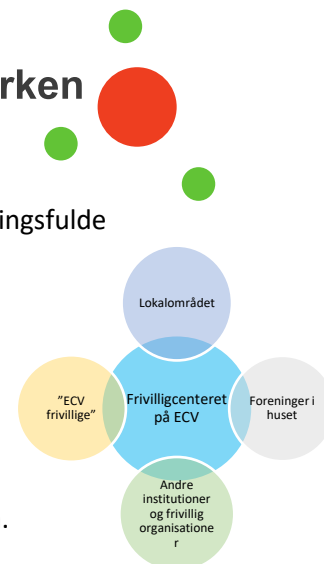 rken
ingsfulde
Lokalområdet
”ECV
frivillige”
Frivilligcenteret
på ECV
Foreninger i
huset
Andre
institutioner
og frivillig
organisatione
r
.